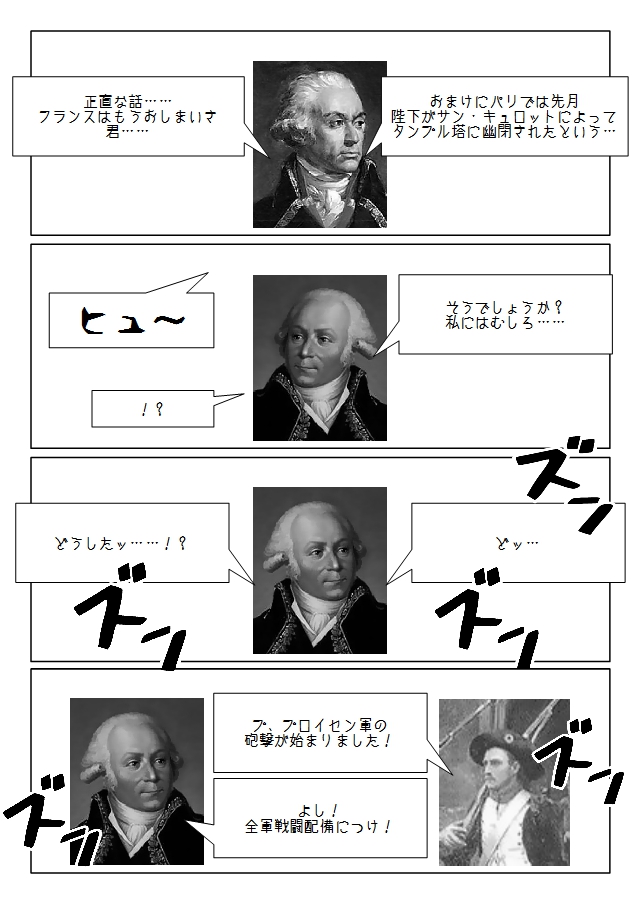 おまけにパリでは先月
陛下がサン・キュロットによって
タンプル塔に幽閉されたという…
正直な話……
フランスはもうおしまいさ
君……
そうでしょうか？
私にはむしろ……
ヒュ〜
！？
ズン
どッ…
ズン
どうしたッ……！？
ズン
ズン
プ、プロイセン軍の
砲撃が始まりました！
よし！
全軍戦闘配備につけ！
ズン